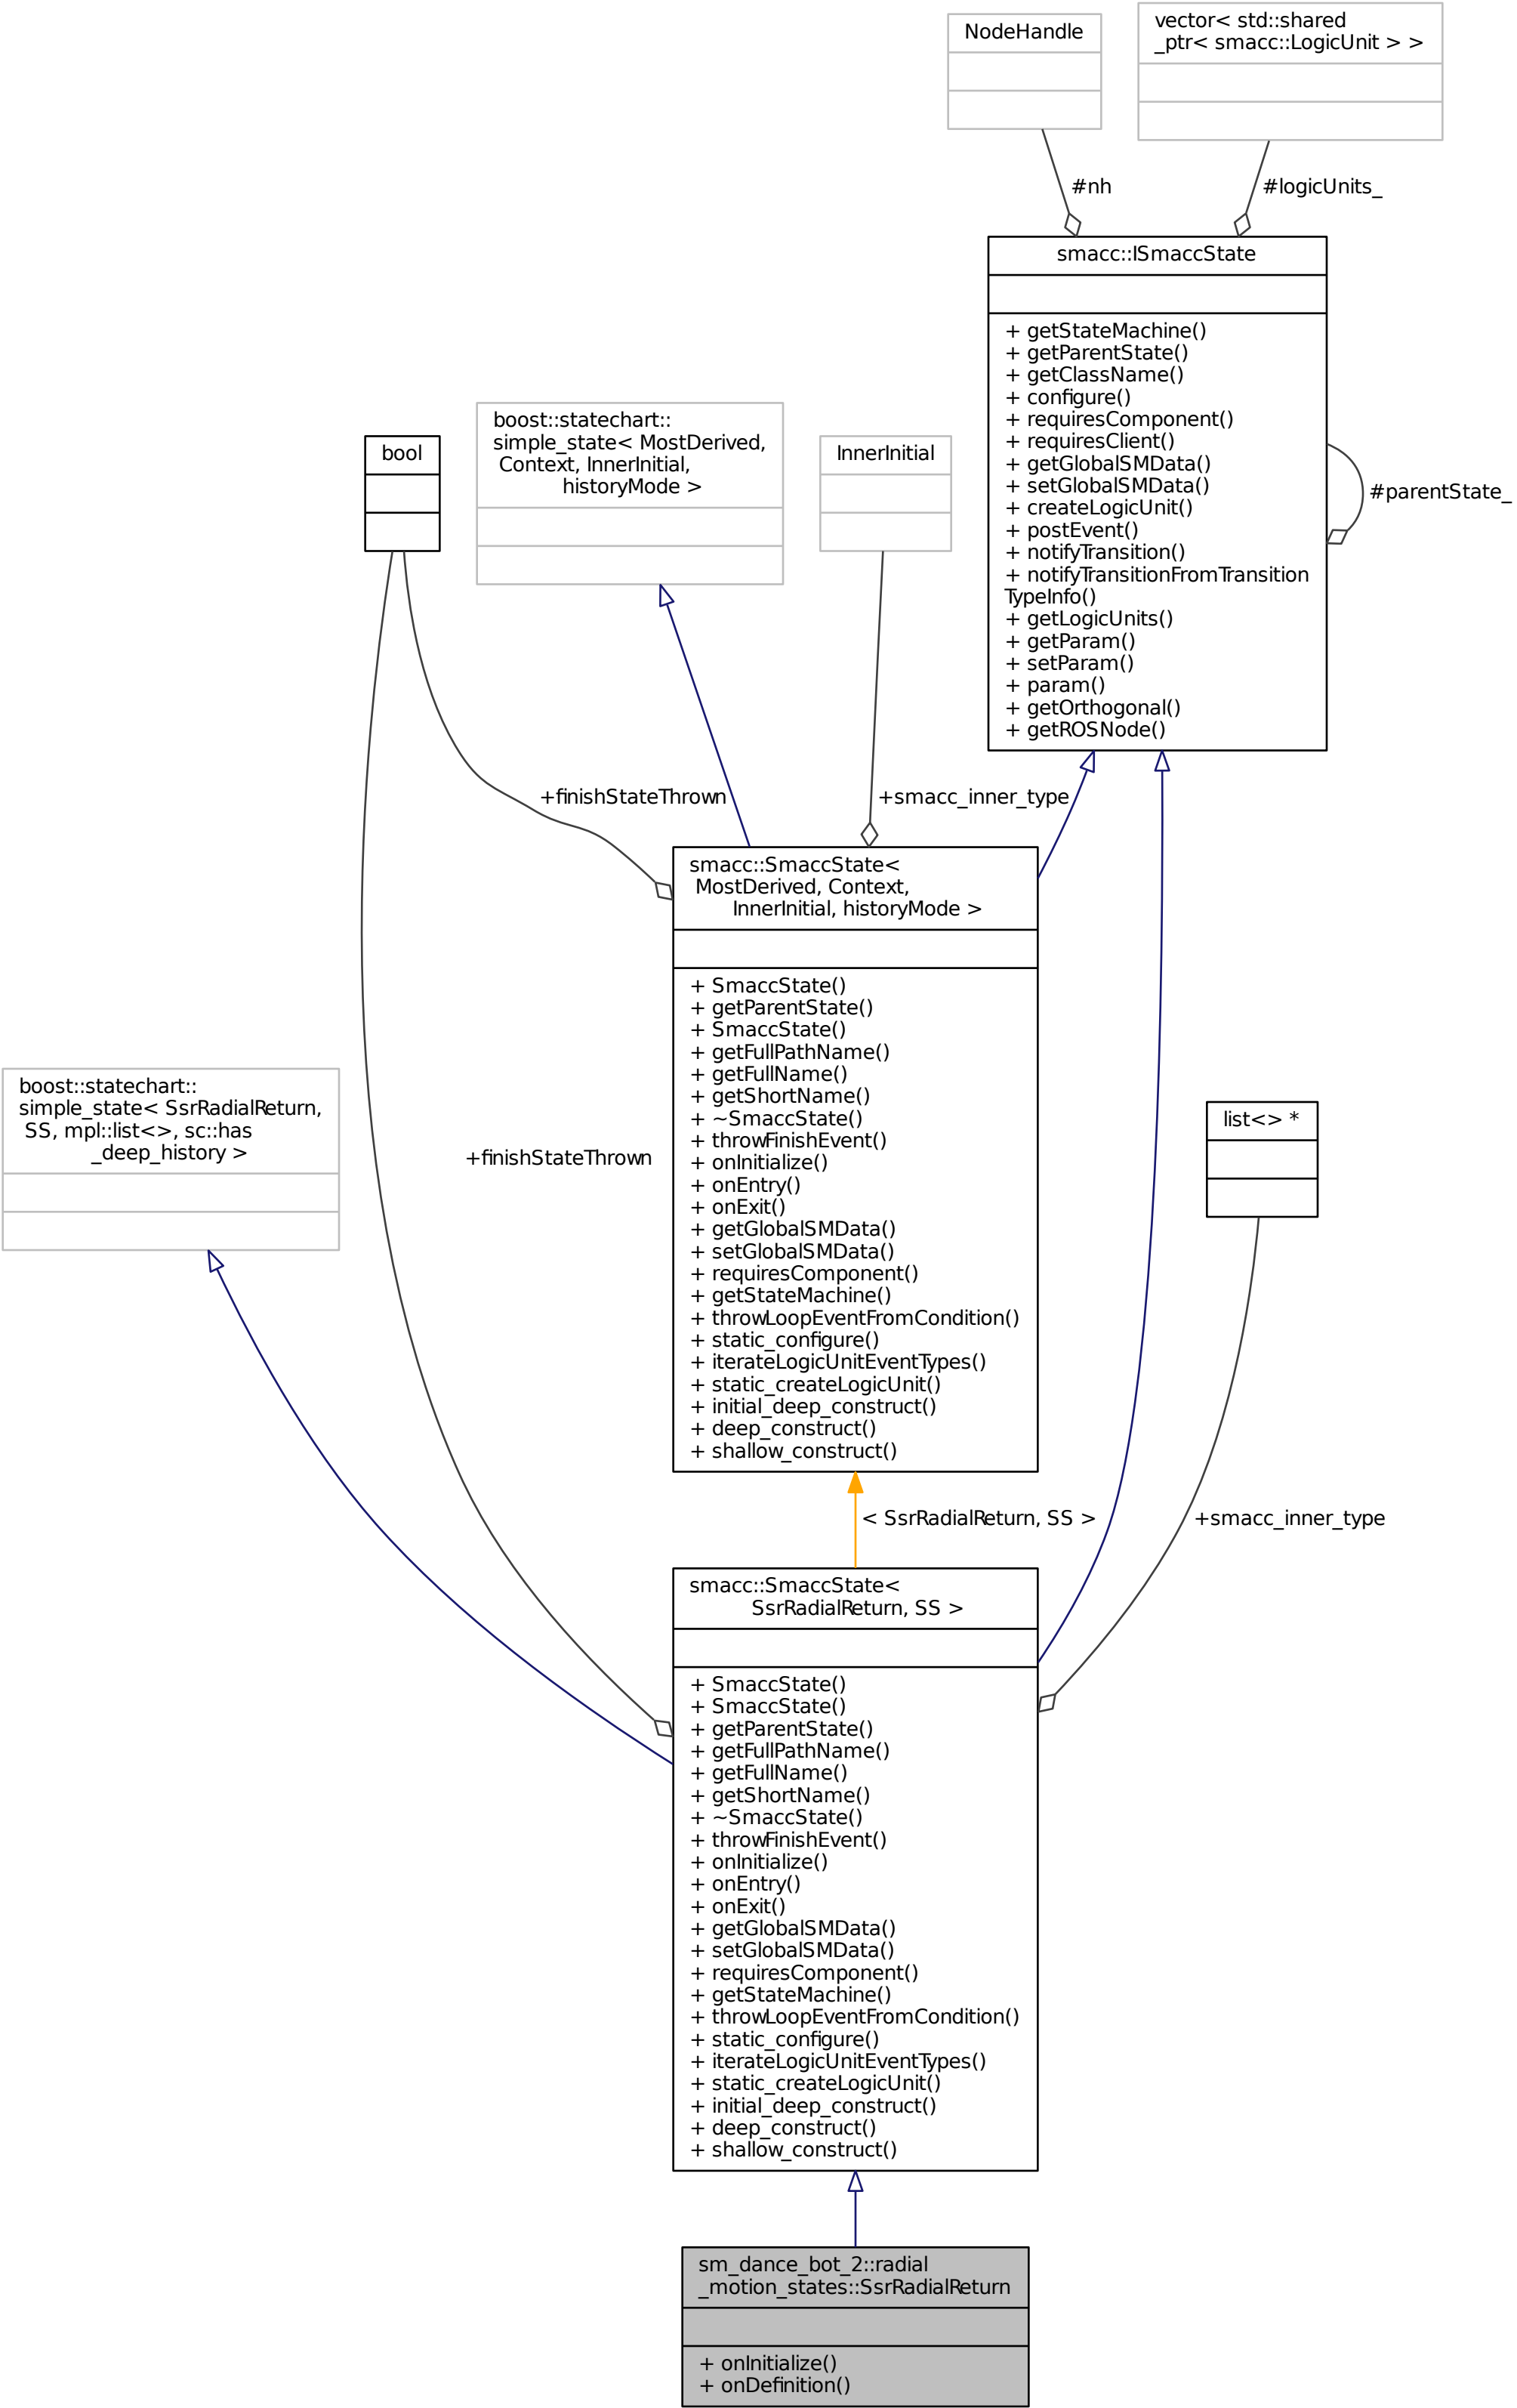 NodeHandle
vector< std::shared
_ptr< smacc::LogicUnit > >
#nh
#logicUnits_
smacc::ISmaccState
+ getStateMachine()
+ getParentState()
+ getClassName()
+ configure()
+ requiresComponent()
+ requiresClient()
+ getGlobalSMData()
+ setGlobalSMData()
+ createLogicUnit()
+ postEvent()
+ notifyTransition()
+ notifyTransitionFromTransition
TypeInfo()
+ getLogicUnits()
+ getParam()
+ setParam()
+ param()
+ getOrthogonal()
+ getROSNode()
#parentState_
bool
boost::statechart::
simple_state< MostDerived,
Context, InnerInitial,
historyMode >
InnerInitial
+finishStateThrown
+smacc_inner_type
smacc::SmaccState<
MostDerived, Context,
InnerInitial, historyMode >
+ SmaccState()
+ getParentState()
+ SmaccState()
+ getFullPathName()
+ getFullName()
+ getShortName()
+ ~SmaccState()
+ throwFinishEvent()
+ onInitialize()
+ onEntry()
+ onExit()
+ getGlobalSMData()
+ setGlobalSMData()
+ requiresComponent()
+ getStateMachine()
+ throwLoopEventFromCondition()
+ static_configure()
+ iterateLogicUnitEventTypes()
+ static_createLogicUnit()
+ initial_deep_construct()
+ deep_construct()
+ shallow_construct()
boost::statechart::
simple_state< SsrRadialReturn,
SS, mpl::list<>, sc::has
_deep_history >
+finishStateThrown
list<> *
< SsrRadialReturn, SS >
+smacc_inner_type
smacc::SmaccState<
SsrRadialReturn, SS >
+ SmaccState()
+ SmaccState()
+ getParentState()
+ getFullPathName()
+ getFullName()
+ getShortName()
+ ~SmaccState()
+ throwFinishEvent()
+ onInitialize()
+ onEntry()
+ onExit()
+ getGlobalSMData()
+ setGlobalSMData()
+ requiresComponent()
+ getStateMachine()
+ throwLoopEventFromCondition()
+ static_configure()
+ iterateLogicUnitEventTypes()
+ static_createLogicUnit()
+ initial_deep_construct()
+ deep_construct()
+ shallow_construct()
sm_dance_bot_2::radial
_motion_states::SsrRadialReturn
+ onInitialize()
+ onDefinition()